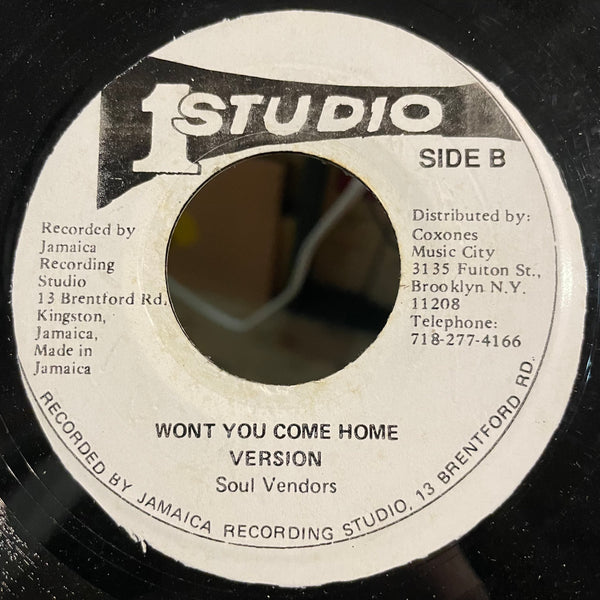 1 STUDIO
SIDE B
Recorded by
Jamaica
Recording
Studio
13 Brentford Rd.
Kingston,
Jamaica,
Made in
Jamaica
Distributed by:
Coxones
Music City
3135 Fulton St.,
Brooklyn N.Y.
11208
Telephone:
718-277-4166
WONT YOU COME HOME
VERSION
Soul Vendors
RECORDED BY JAMAICA RECORDING STUDIO, 13 BRENTFORD RD.